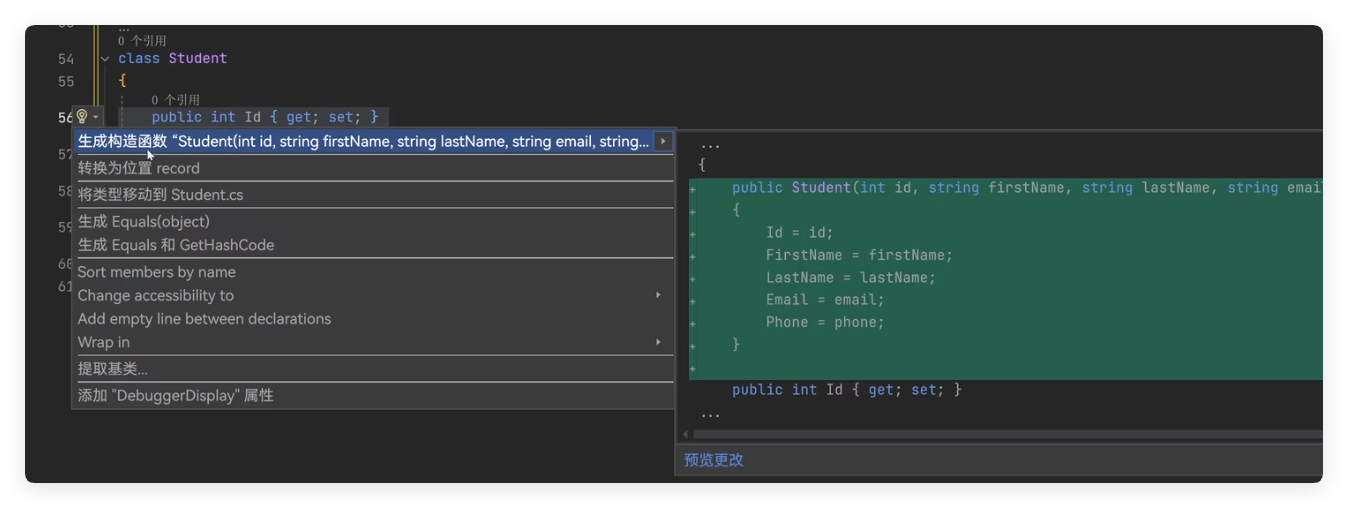 ...
0 个引用
54 class Student
55 {
0 个引用
56 public int Id { get; set; }
57
58
59
60
61
生成构造函数 “Student(int id, string firstName, string lastName, string email, string...
转换为位置 record
将类型移动到 Student.cs
生成 Equals(object)
生成 Equals 和 GetHashCode
Sort members by name
Change accessibility to
Add empty line between declarations
Wrap in
提取基类...
添加 "DebuggerDisplay" 属性
...
{
+ public Student(int id, string firstName, string lastName, string emai
+ {
+ Id = id;
+ FirstName = firstName;
+ LastName = lastName;
+ Email = email;
+ Phone = phone;
+ }
+
public int Id { get; set; }
...
预览更改